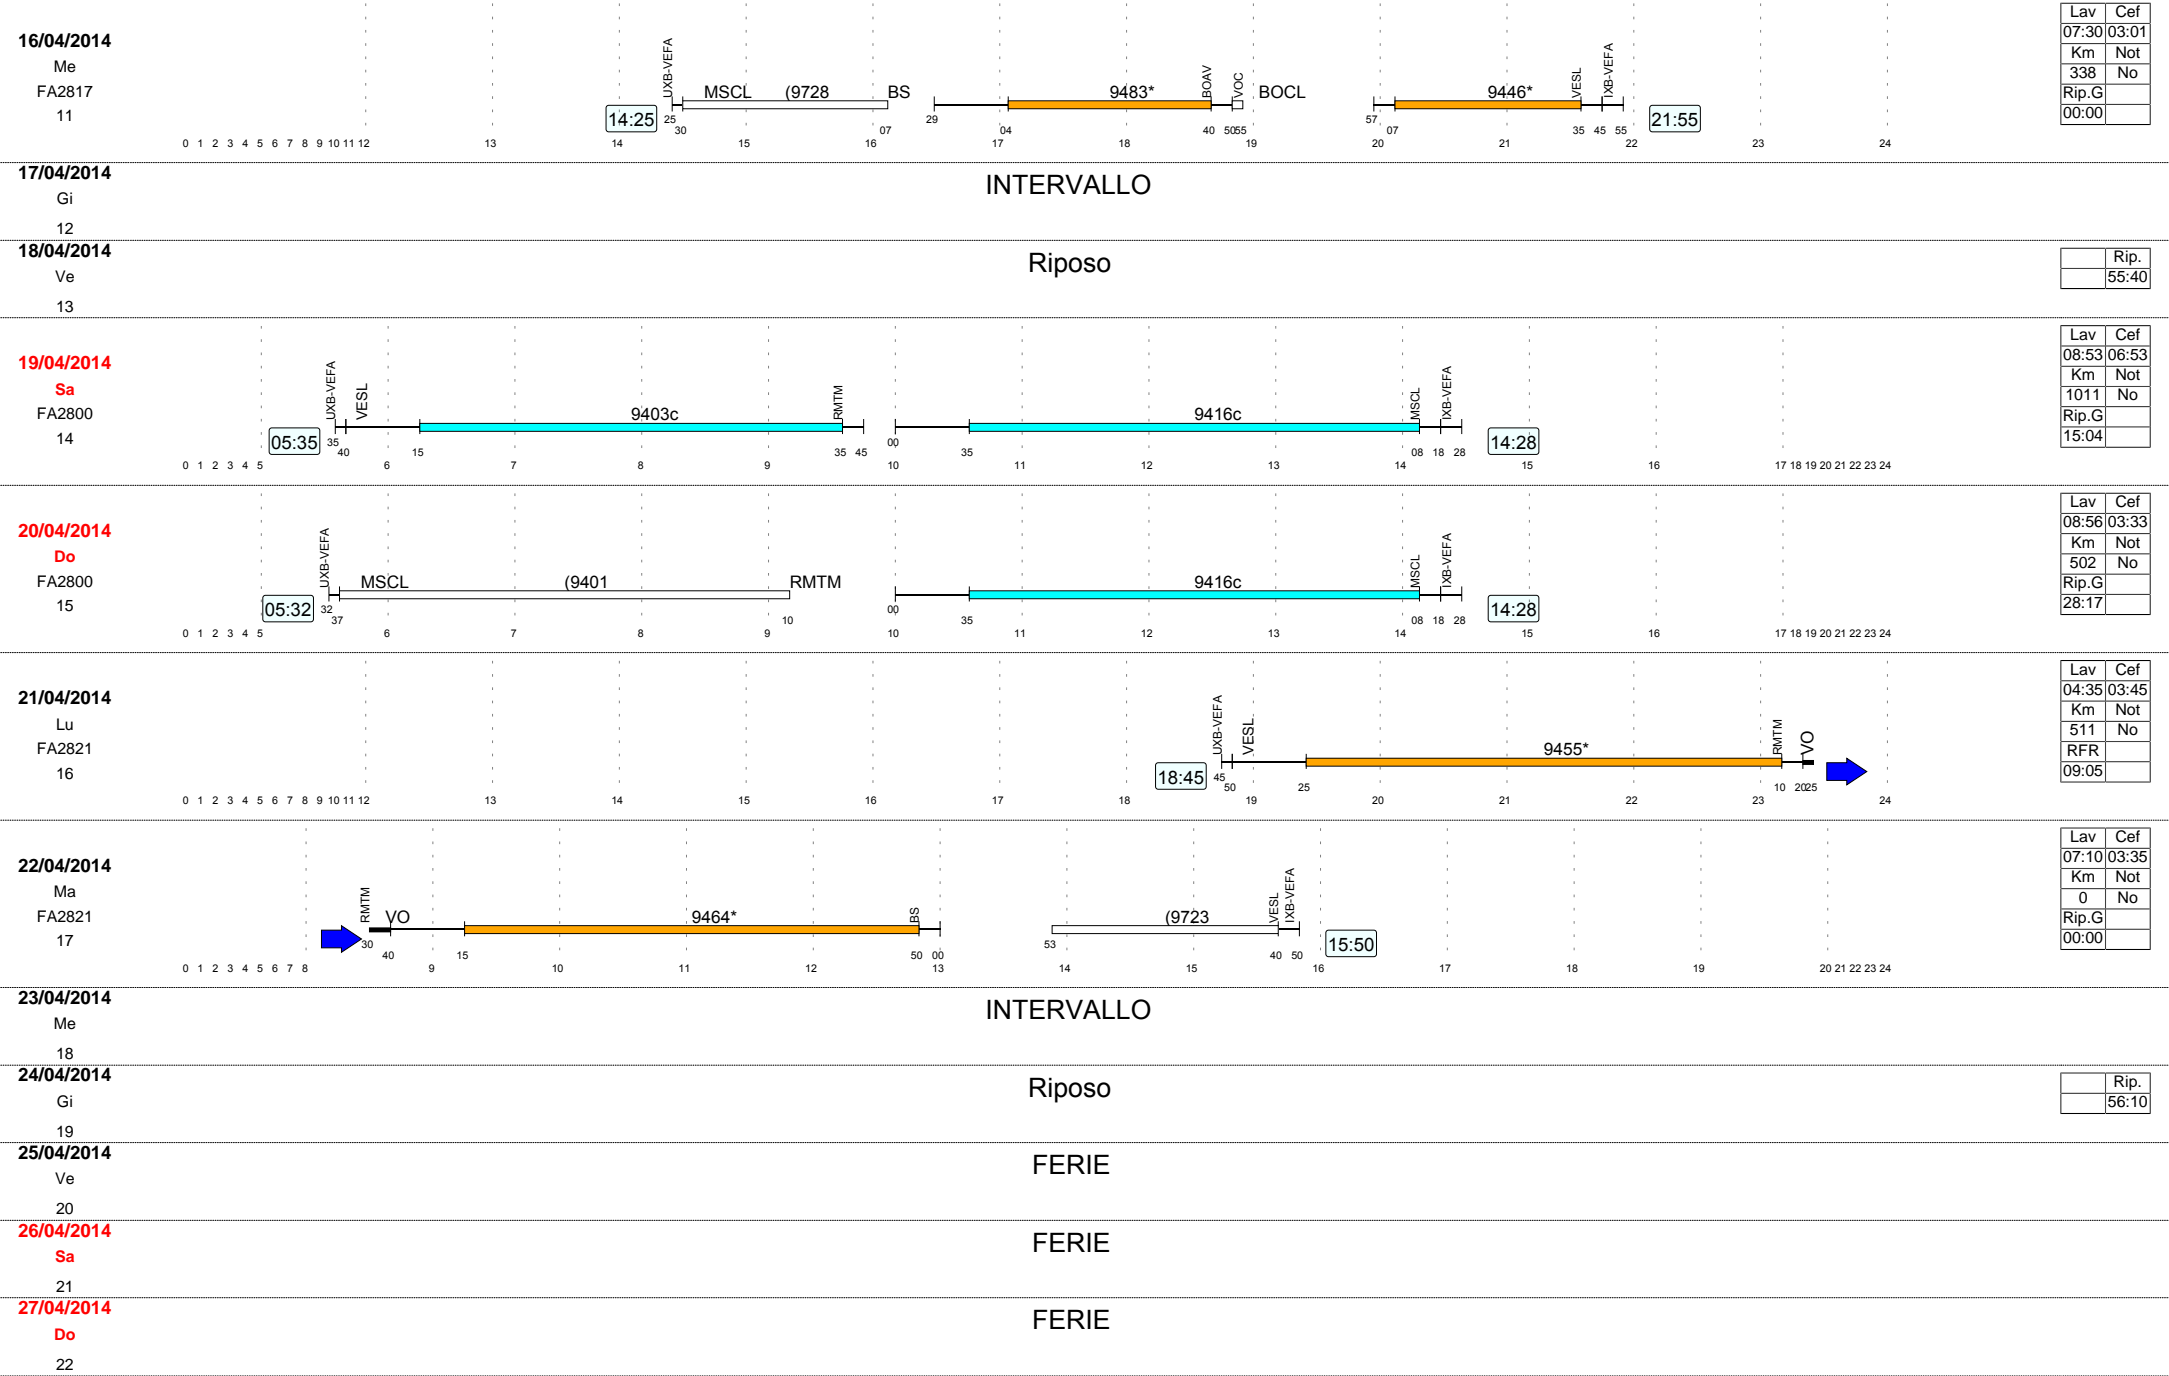 16/04/2014
Me
FA2817
11
14:25
UXB-VEFA
MSCL (9728 BS
9483*
BOAV
VOC
BOCL
9446*
VESL
IXB-VEFA
21:55
25 30 07 29 04 40 50 55 57 07 35 45 55
0 1 2 3 4 5 6 7 8 9 10 11 12 13 14 15 16 17 18 19 20 21 22 23 24
Lav Cef
07:30 03:01
Km Not
338 No
Rip.G
00:00
17/04/2014
Gi
12
INTERVALLO
18/04/2014
Ve
13
Riposo
Rip.
55:40
19/04/2014
Sa
FA2800
14
05:35
UXB-VEFA
VESL
9403c
RMTM
9416c
MSCL
IXB-VEFA
14:28
35 40 15 35 45 00 35 08 18 28
0 1 2 3 4 5 6 7 8 9 10 11 12 13 14 15 16 17 18 19 20 21 22 23 24
Lav Cef
08:53 06:53
Km Not
1011 No
Rip.G
15:04
20/04/2014
Do
FA2800
15
05:32
UXB-VEFA
MSCL (9401 RMTM
9416c
MSCL
IXB-VEFA
14:28
32 37 10 00 35 08 18 28
0 1 2 3 4 5 6 7 8 9 10 11 12 13 14 15 16 17 18 19 20 21 22 23 24
Lav Cef
08:56 03:33
Km Not
502 No
Rip.G
28:17
21/04/2014
Lu
FA2821
16
18:45
UXB-VEFA
VESL
9455*
RMTM
VO
45 50 25 10 20 25
0 1 2 3 4 5 6 7 8 9 10 11 12 13 14 15 16 17 18 19 20 21 22 23 24
Lav Cef
04:35 03:45
Km Not
511 No
RFR
09:05
22/04/2014
Ma
FA2821
17
RMTM
VO
9464*
BS
(9723
VESL
IXB-VEFA
15:50
30 40 15 50 00 53 40 50
0 1 2 3 4 5 6 7 8 9 10 11 12 13 14 15 16 17 18 19 20 21 22 23 24
Lav Cef
07:10 03:35
Km Not
0 No
Rip.G
00:00
23/04/2014
Me
18
INTERVALLO
24/04/2014
Gi
19
Riposo
Rip.
56:10
25/04/2014
Ve
20
FERIE
26/04/2014
Sa
21
FERIE
27/04/2014
Do
22
FERIE